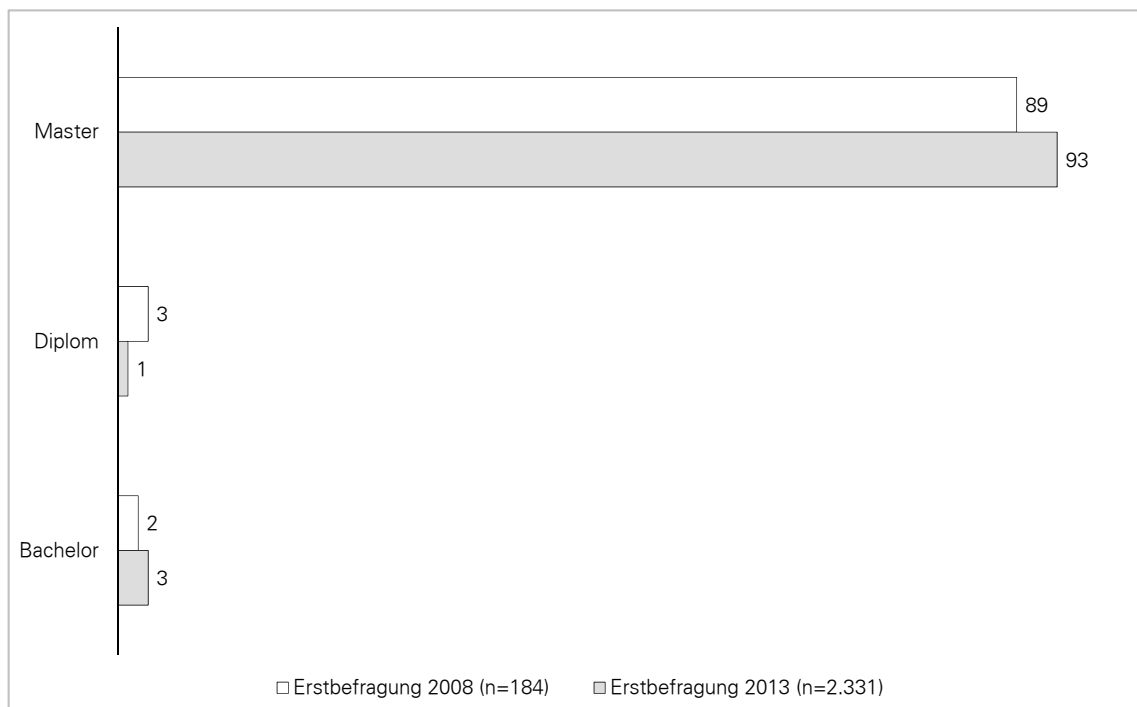 89
Master
93
3
Diplom
1
2
Bachelor
3
Erstbefragung 2008 (n=184) Erstbefragung 2013 (n=2.331)